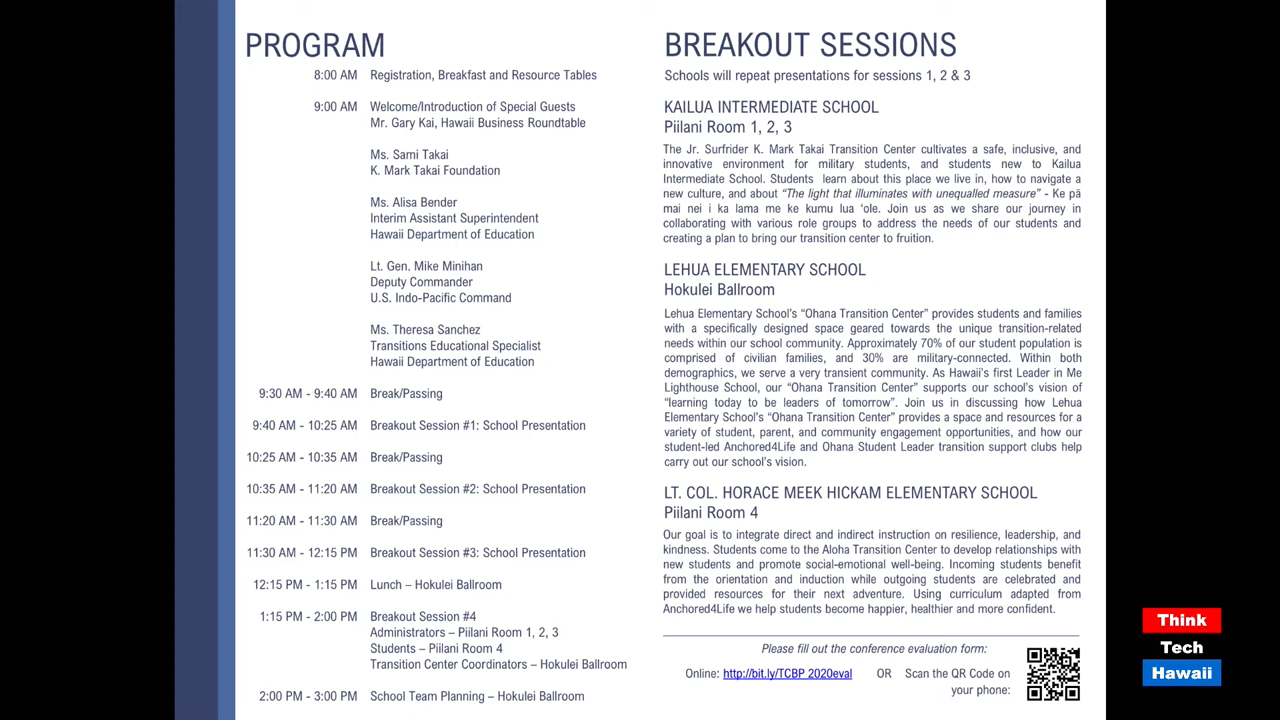 PROGRAM
8:00 AM Registration, Breakfast and Resource Tables
9:00 AM Welcome/Introduction of Special Guests
Mr. Gary Kai, Hawaii Business Roundtable
Ms. Sami Takai
K. Mark Takai Foundation
Ms. Alisa Bender
Interim Assistant Superintendent
Hawaii Department of Education
Lt. Gen. Mike Minihan
Deputy Commander
U.S. Indo-Pacific Command
Ms. Theresa Sanchez
Transitions Educational Specialist
Hawaii Department of Education
9:30 AM - 9:40 AM Break/Passing
9:40 AM - 10:25 AM Breakout Session #1: School Presentation
10:25 AM - 10:35 AM Break/Passing
10:35 AM - 11:20 AM Breakout Session #2: School Presentation
11:20 AM - 11:30 AM Break/Passing
11:30 AM - 12:15 PM Breakout Session #3: School Presentation
12:15 PM - 1:15 PM Lunch – Hokulei Ballroom
1:15 PM - 2:00 PM Breakout Session #4
Administrators – Piilani Room 1, 2, 3
Students – Piilani Room 4
Transition Center Coordinators – Hokulei Ballroom
2:00 PM - 3:00 PM School Team Planning – Hokulei Ballroom
BREAKOUT SESSIONS
Schools will repeat presentations for sessions 1, 2 & 3
KAILUA INTERMEDIATE SCHOOL
Piilani Room 1, 2, 3
The Jr. Surfrider K. Mark Takai Transition Center cultivates a safe, inclusive, and
innovative environment for military students, and students new to Kailua
Intermediate School. Students learn about this place we live in, how to navigate a
new culture, and about “The light that illuminates with unequalled measure” - Ke pā
mai nei i ka lama me ke kumu lua ‘ole. Join us as we share our journey in
collaborating with various role groups to address the needs of our students and
creating a plan to bring our transition center to fruition.
LEHUA ELEMENTARY SCHOOL
Hokulei Ballroom
Lehua Elementary School’s “Ohana Transition Center” provides students and families
with a specifically designed space geared towards the unique transition-related
needs within our school community. Approximately 70% of our student population is
comprised of civilian families, and 30% are military-connected. Within both
demographics, we serve a very transient community. As Hawaii’s first Leader in Me
Lighthouse School, our “Ohana Transition Center” supports our school’s vision of
“learning today to be leaders of tomorrow”. Join us in discussing how Lehua
Elementary School’s “Ohana Transition Center” provides a space and resources for a
variety of student, parent, and community engagement opportunities, and how our
student-led Anchored4Life and Ohana Student Leader transition support clubs help
carry out our school’s vision.
LT. COL. HORACE MEEK HICKAM ELEMENTARY SCHOOL
Piilani Room 4
Our goal is to integrate direct and indirect instruction on resilience, leadership, and
kindness. Students come to the Aloha Transition Center to develop relationships with
new students and promote social-emotional well-being. Incoming students benefit
from the orientation and induction while outgoing students are celebrated and
provided resources for their next adventure. Using curriculum adapted from
Anchored4Life we help students become happier, healthier and more confident.
Please fill out the conference evaluation form:
Online: http://bit.ly/TCBP 2020eval OR Scan the QR Code on
your phone:
Think
Tech
Hawaii